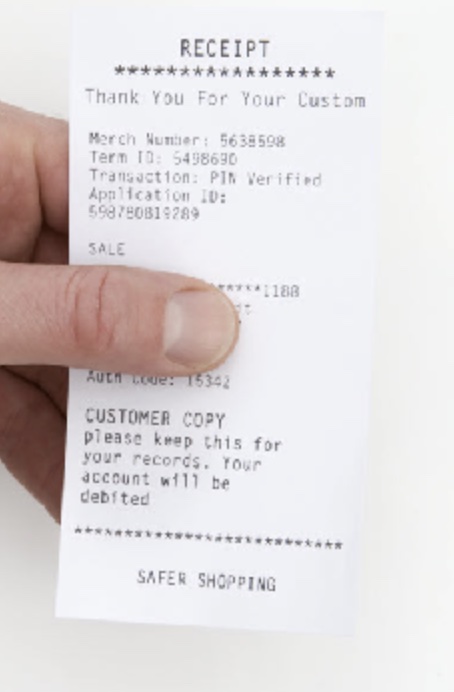 RECEIPT
*****************
Thank You For Your Custom
Merch Number: 5638598
Term ID: 5498690
Transaction: PIN Verified
Application ID:
598780819289
SALE
*****1188
Auth Code: 15342
CUSTOMER COPY
please keep this for
your records. Your
account will be
debited
***************************
SAFER SHOPPING